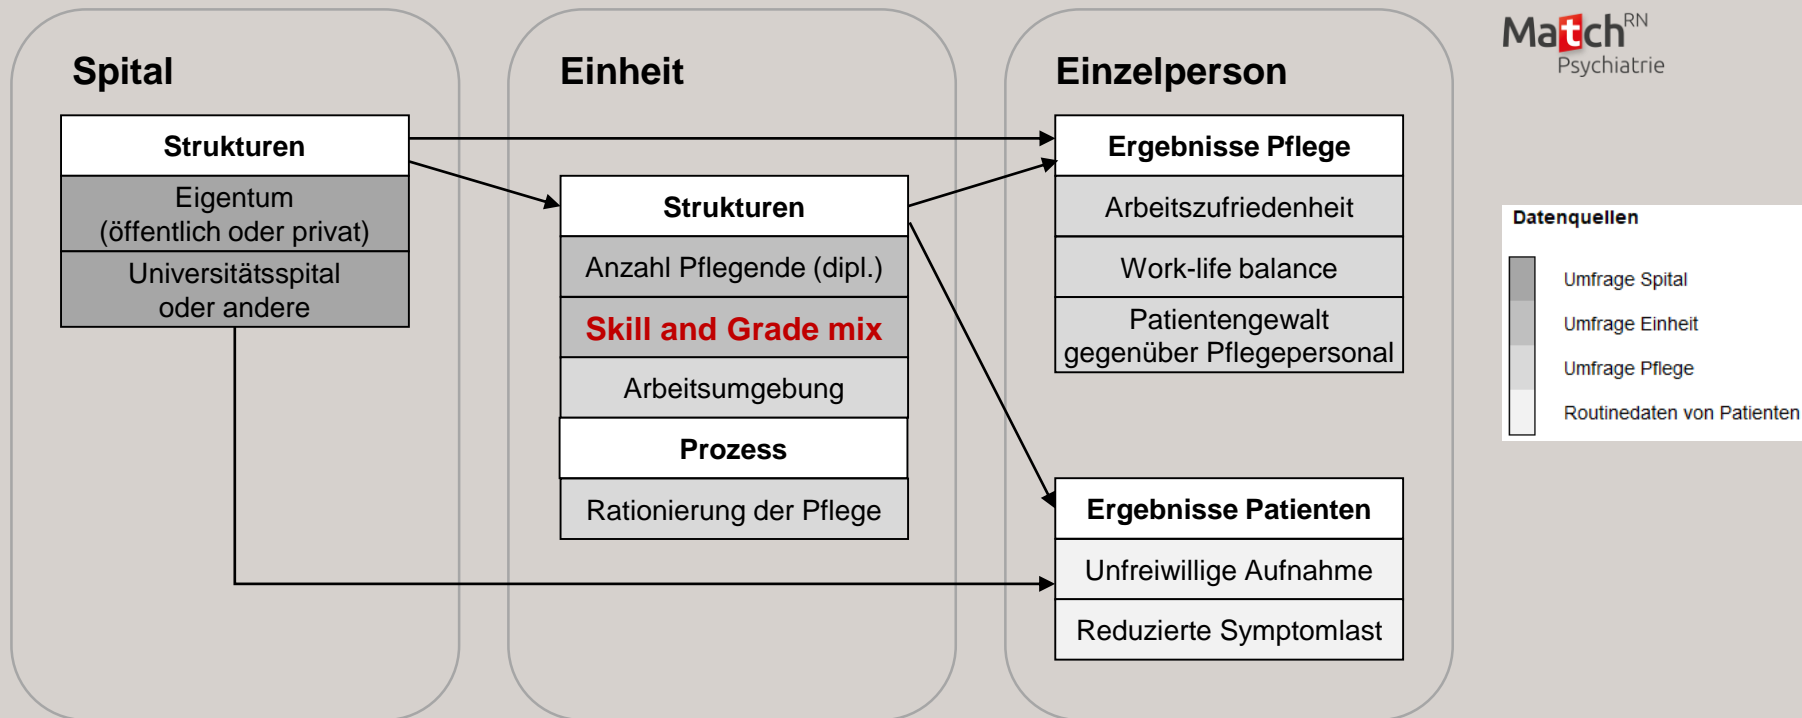 Spital
Strukturen
Eigentum
(öffentlich oder privat)
Universitätsspital
oder andere
Einheit
Strukturen
Anzahl Pflegende (dipl.)
Skill and Grade mix
Arbeitsumgebung
Prozess
Rationierung der Pflege
Einzelperson
Ergebnisse Pflege
Arbeitszufriedenheit
Work-life balance
Patientengewalt
gegenüber Pflegepersonal
Ergebnisse Patienten
Unfreiwillige Aufnahme
Reduzierte Symptomlast
Match RN
Psychiatrie
Datenquellen
Umfrage Spital
Umfrage Einheit
Umfrage Pflege
Routinedaten von Patienten